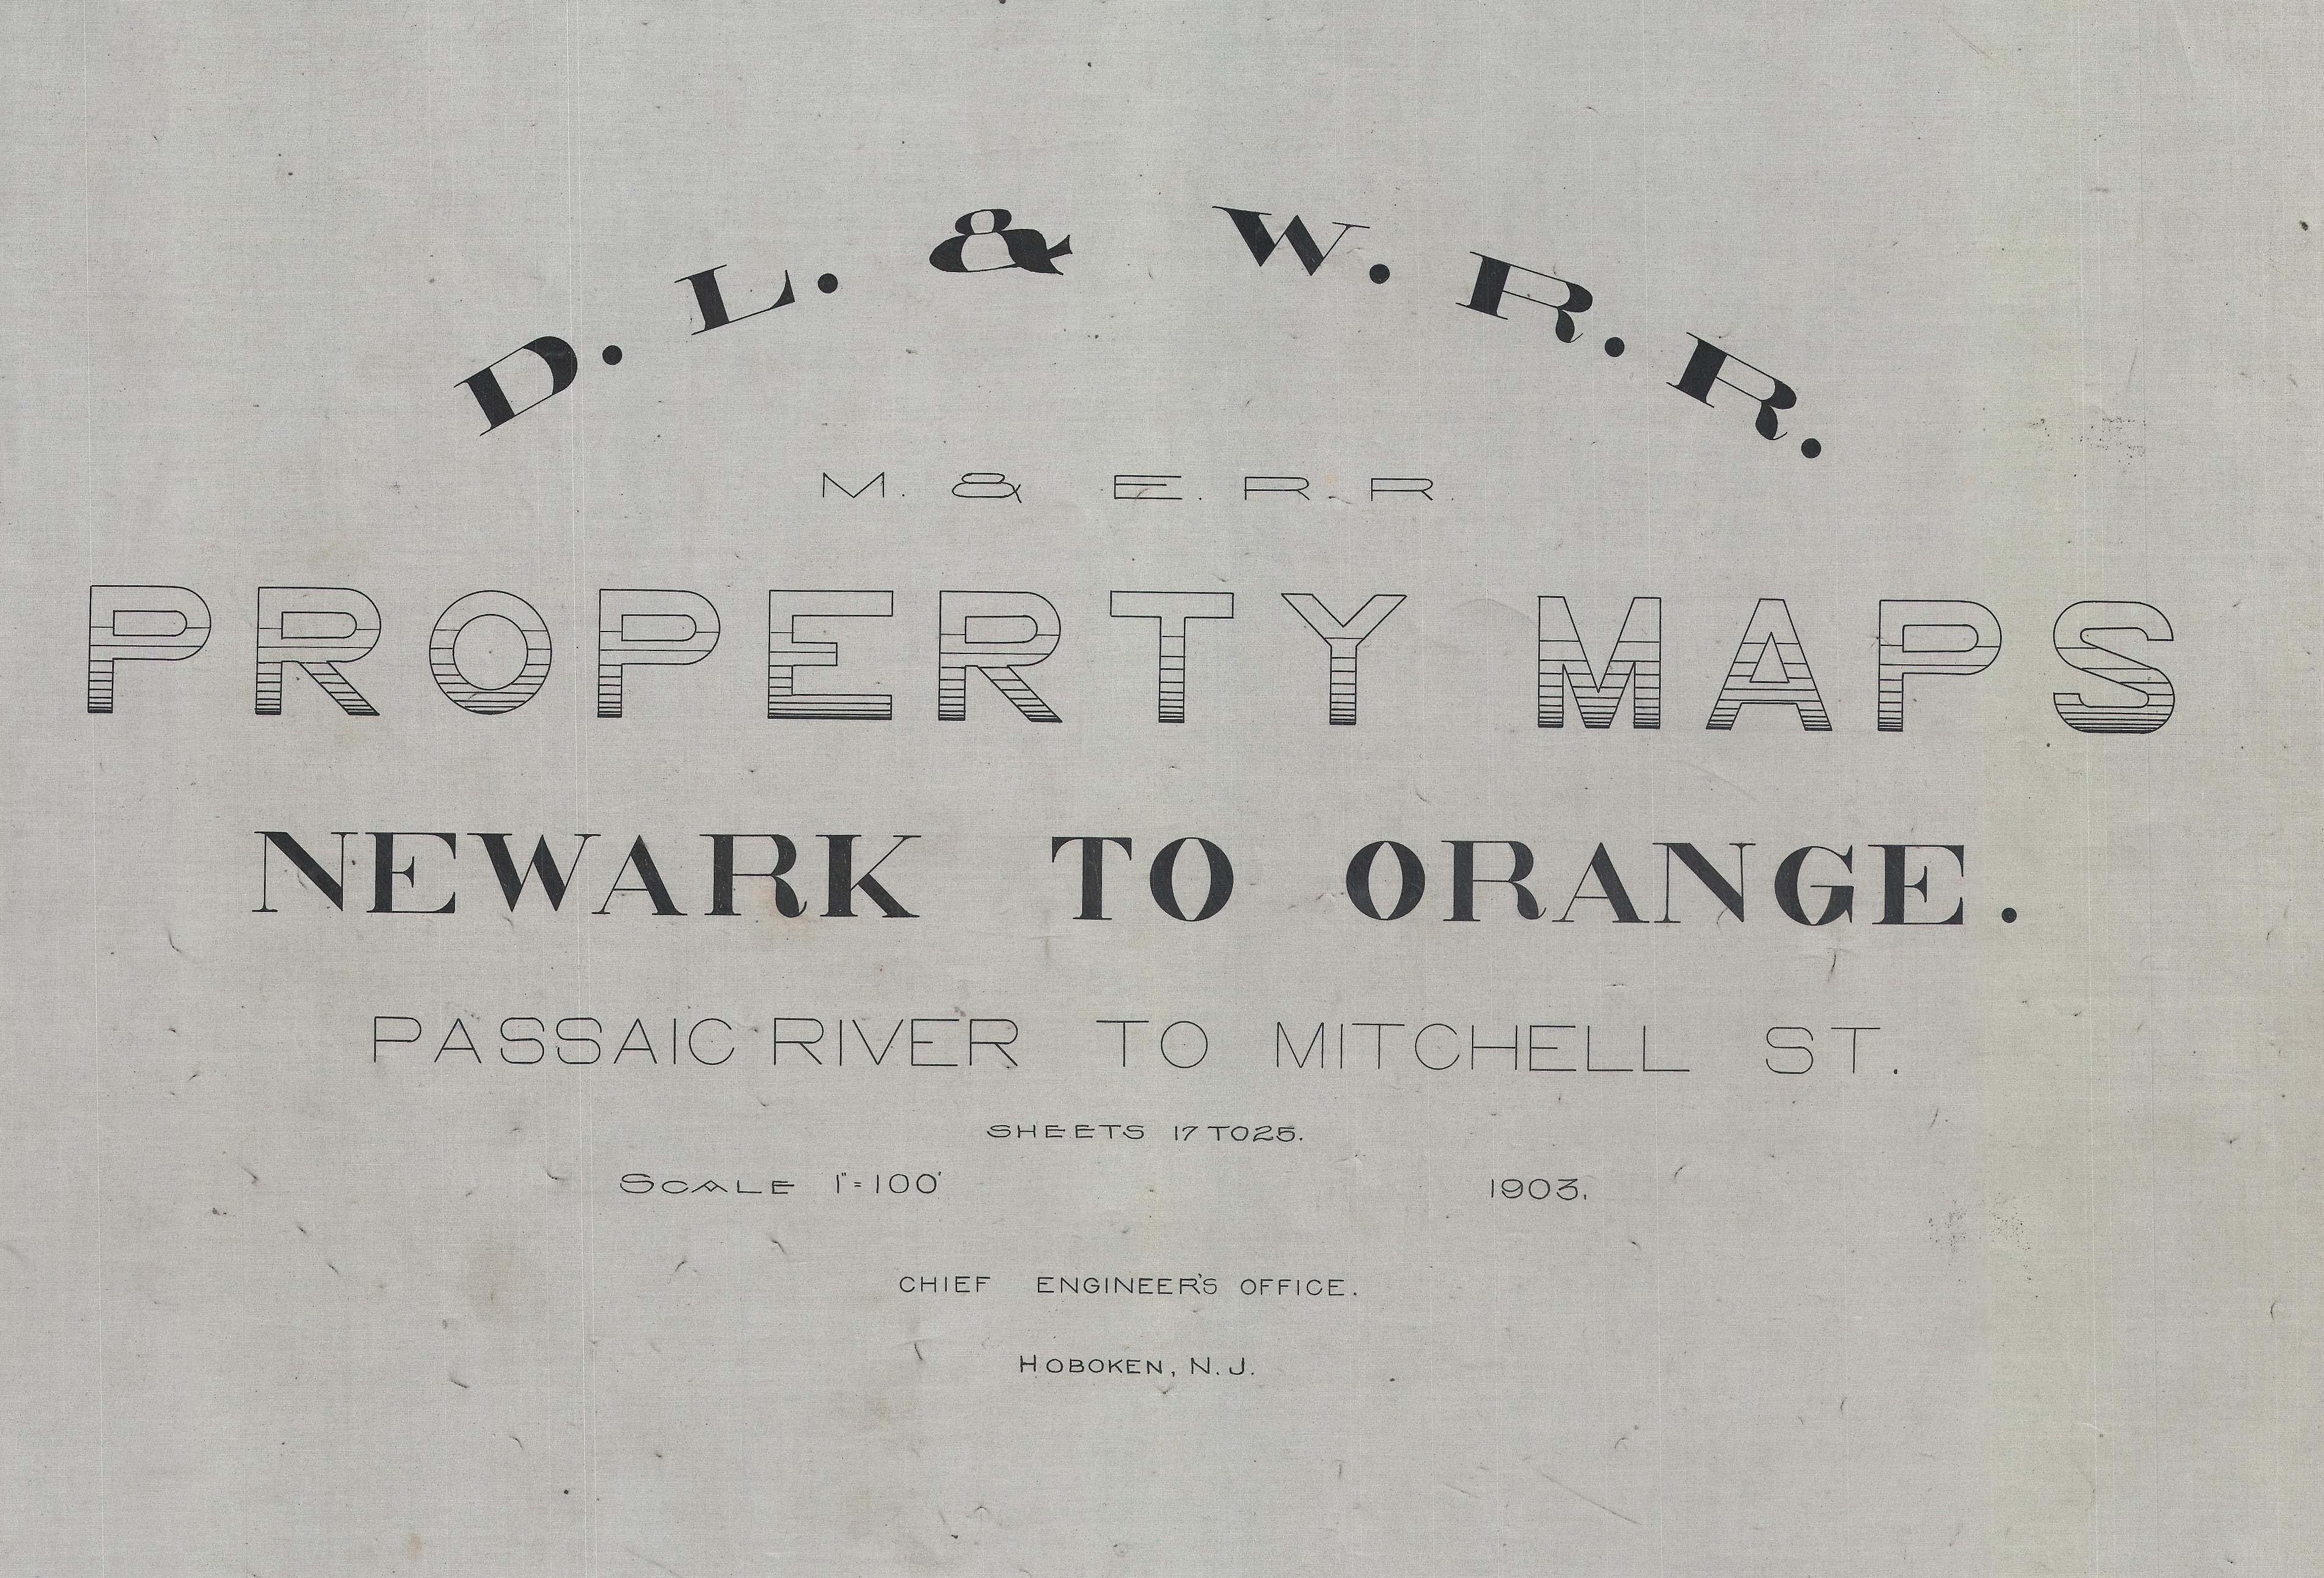 D. L. & W. R. R.
M. & E. R. R.
PROPERTY MAPS
NEWARK TO ORANGE.
PASSAIC RIVER TO MITCHELL ST.
SHEETS 17 TO 25.
SCALE 1"=100' 1903.
CHIEF ENGINEER'S OFFICE.
HOBOKEN, N.J.